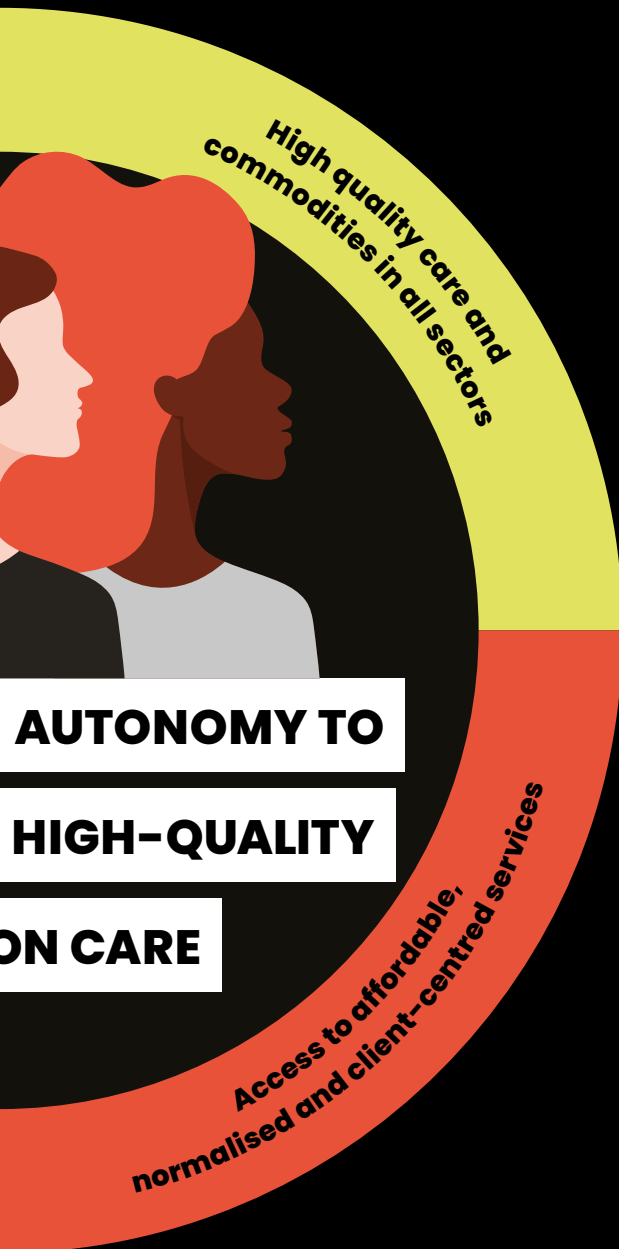 High quality care and
commodities in all sectors
AUTONOMY TO
HIGH-QUALITY
ON CARE
Access to affordable,
normalised and client-centred services